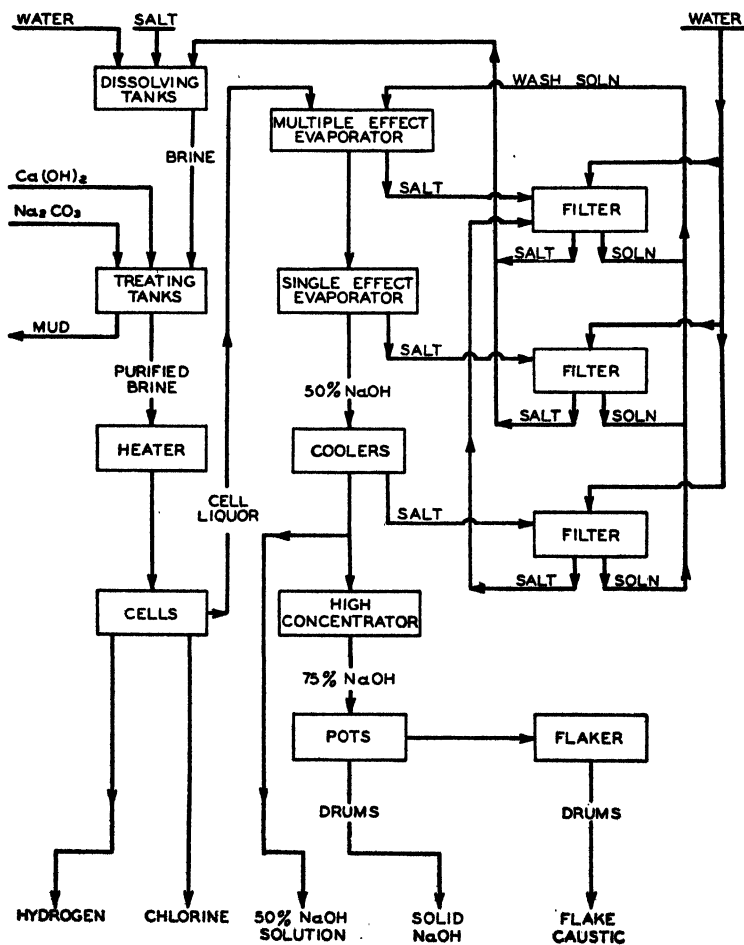 WATER
SALT
WATER
DISSOLVING
TANKS
WASH SOLN
MULTIPLE EFFECT
EVAPORATOR
BRINE
Ca(OH)2
Na2CO3
SALT
FILTER
TREATING
TANKS
SINGLE EFFECT
EVAPORATOR
SALT
SOLN
MUD
SALT
FILTER
PURIFIED
BRINE
50% NaOH
SALT
SOLN
HEATER
COOLERS
CELL
LIQUOR
SALT
FILTER
SALT
SOLN
CELLS
HIGH
CONCENTRATOR
75% NaOH
POTS
FLAKER
DRUMS
DRUMS
HYDROGEN
CHLORINE
50% NaOH
SOLUTION
SOLID
NaOH
FLAKE
CAUSTIC